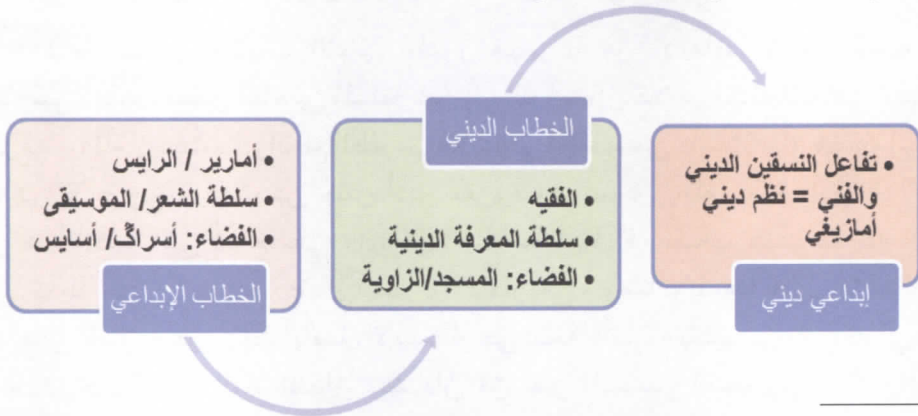 الخطاب الديني
• الفقيه
• سلطة المعرفة الدينية
• الفضاء: المسجد/الزاوية
• أمارير / الرايس
• سلطة الشعر/ الموسيقى
• الفضاء: أسراگ/ أسايس
الخطاب الإبداعي
• تفاعل النسقين الديني
والفني = نظم ديني
أمازيغي
إبداعي ديني